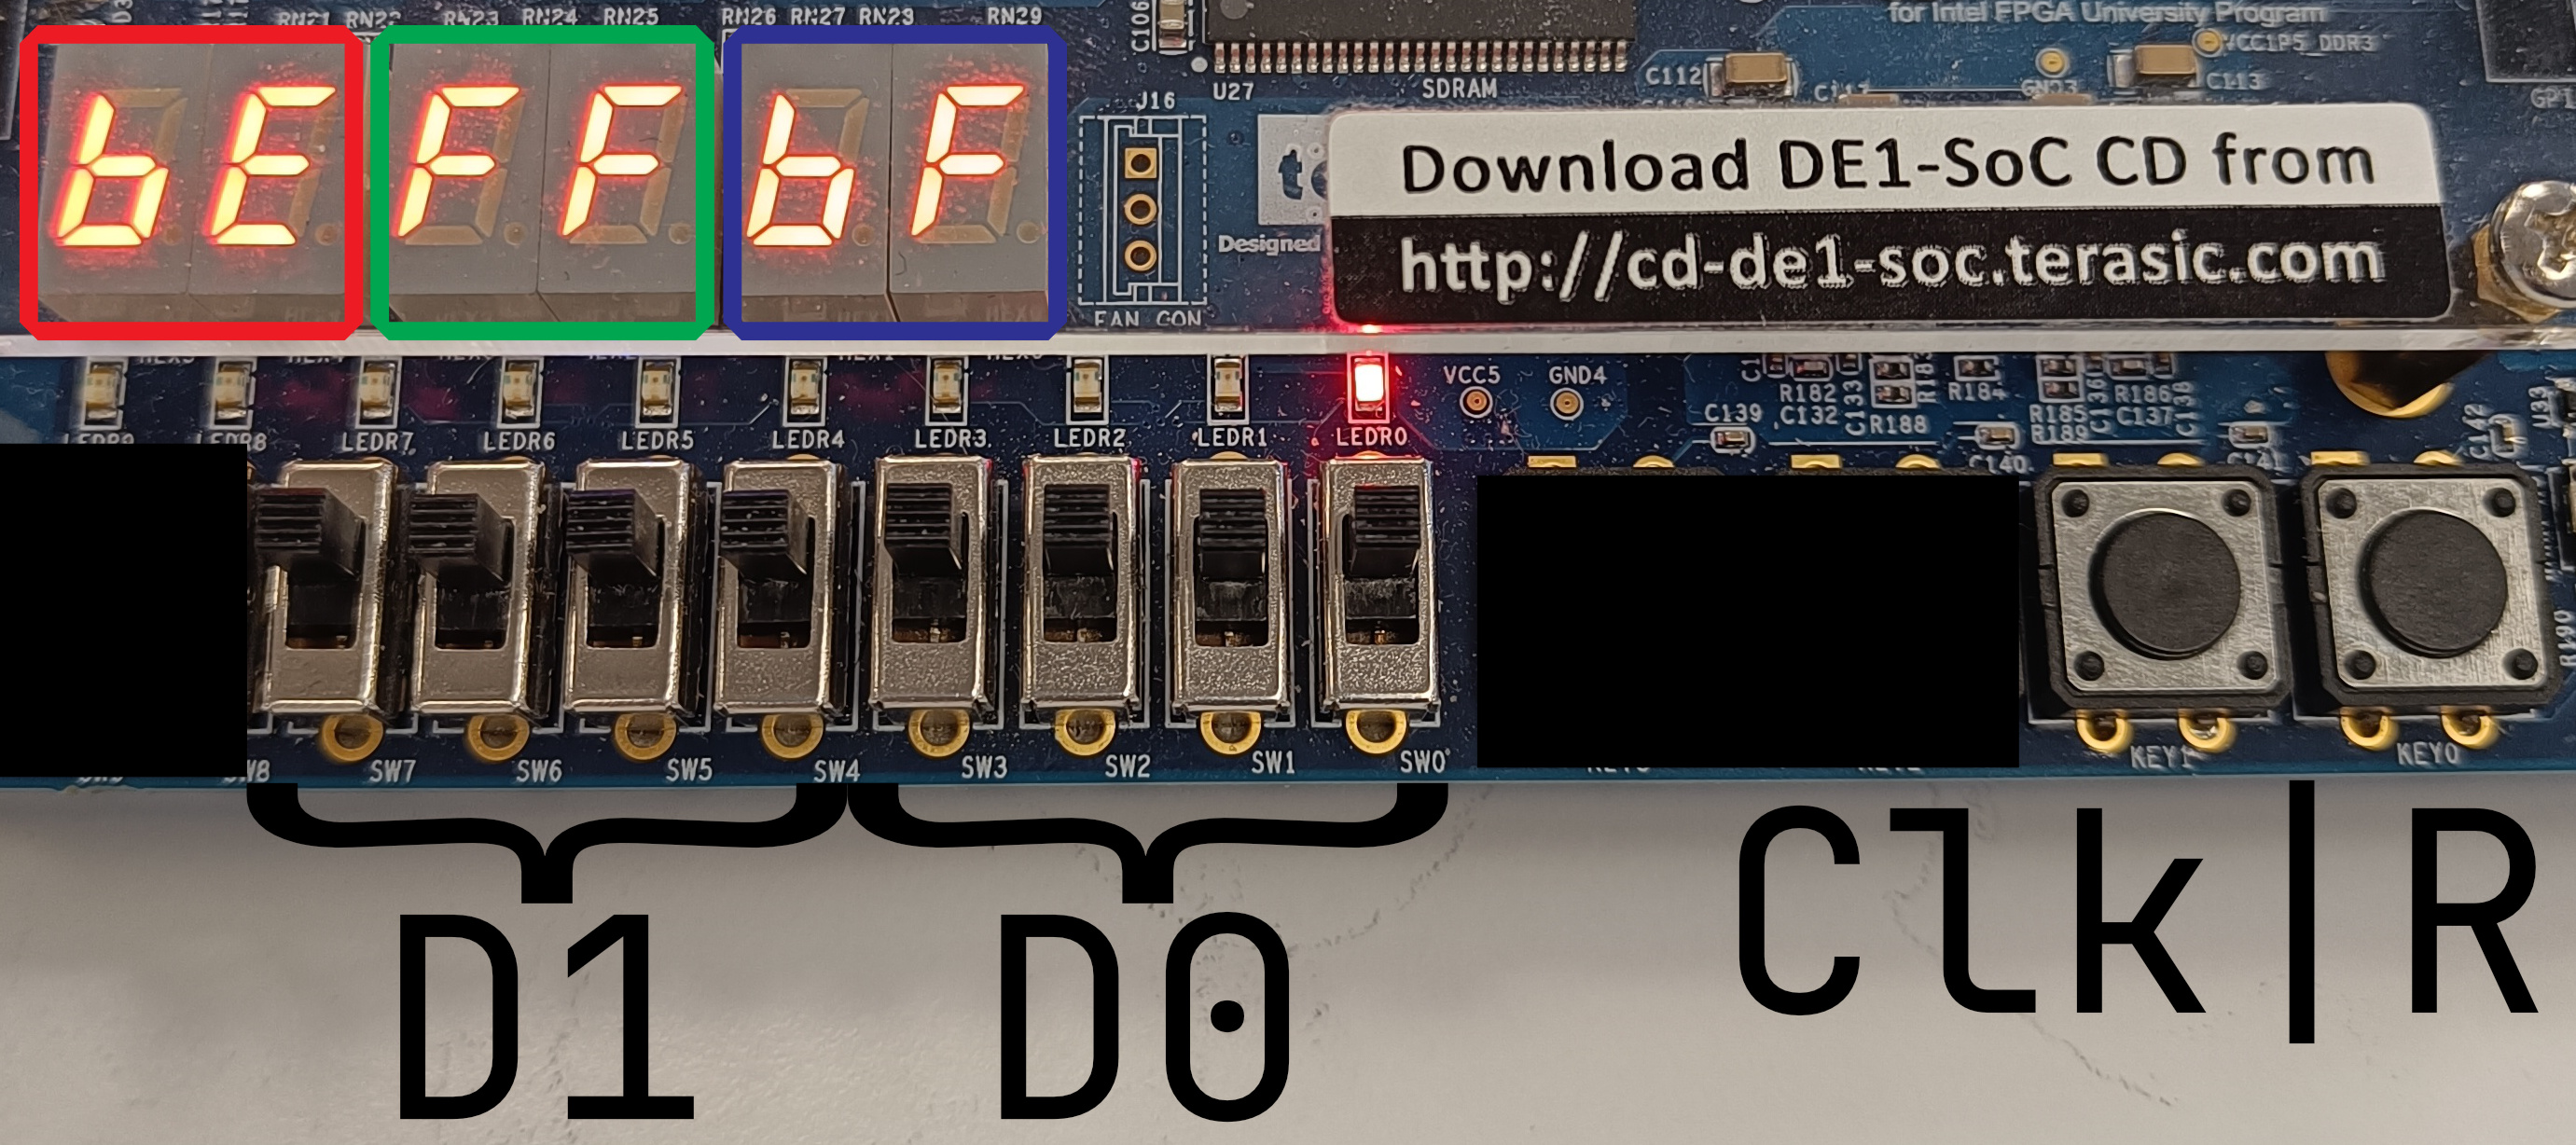 RN21 RN22 RN23 RN24 RN25 RN26 RN27 RN28 RN29
C106
for Intel FPGA University Program
VCC1P5_DDR3
bE FF bF
J16
U27
SDRAM
C112
GND3
C113
Download DE1-SoC CD from
http://cd-de1-soc.terasic.com
Designed
FAN CON
VCC5 GND4
C139
R182
C132
C133
R188
R184
R185
R189
C136
R186
C137
C138
C140
C141
C142
U33
LEDR9 LEDR8 LEDR7 LEDR6 LEDR5 LEDR4 LEDR3 LEDR2 LEDR1 LEDR0
SW8 SW7 SW6 SW5 SW4 SW3 SW2 SW1 SW0
KEY1 KEY0
D1 D0 Clk|R